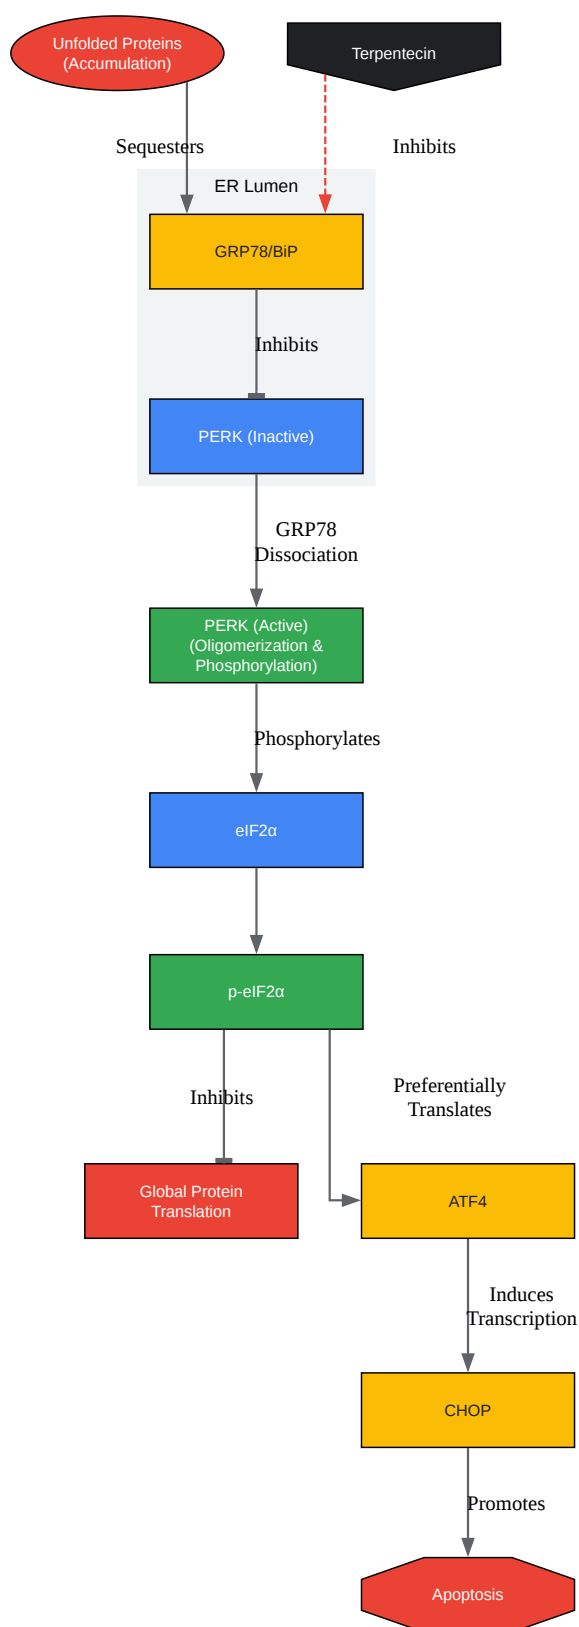 Unfolded Proteins
(Accumulation)
Terpentecin
Sequesters
Inhibits
ER Lumen
GRP78/BiP
Inhibits
PERK (Inactive)
GRP78
Dissociation
PERK (Active)
(Oligomerization &
Phosphorylation)
Phosphorylates
eIF2α
p-eIF2α
Inhibits
Preferentially
Translates
Global Protein
Translation
ATF4
Induces
Transcription
CHOP
Promotes
Apoptosis